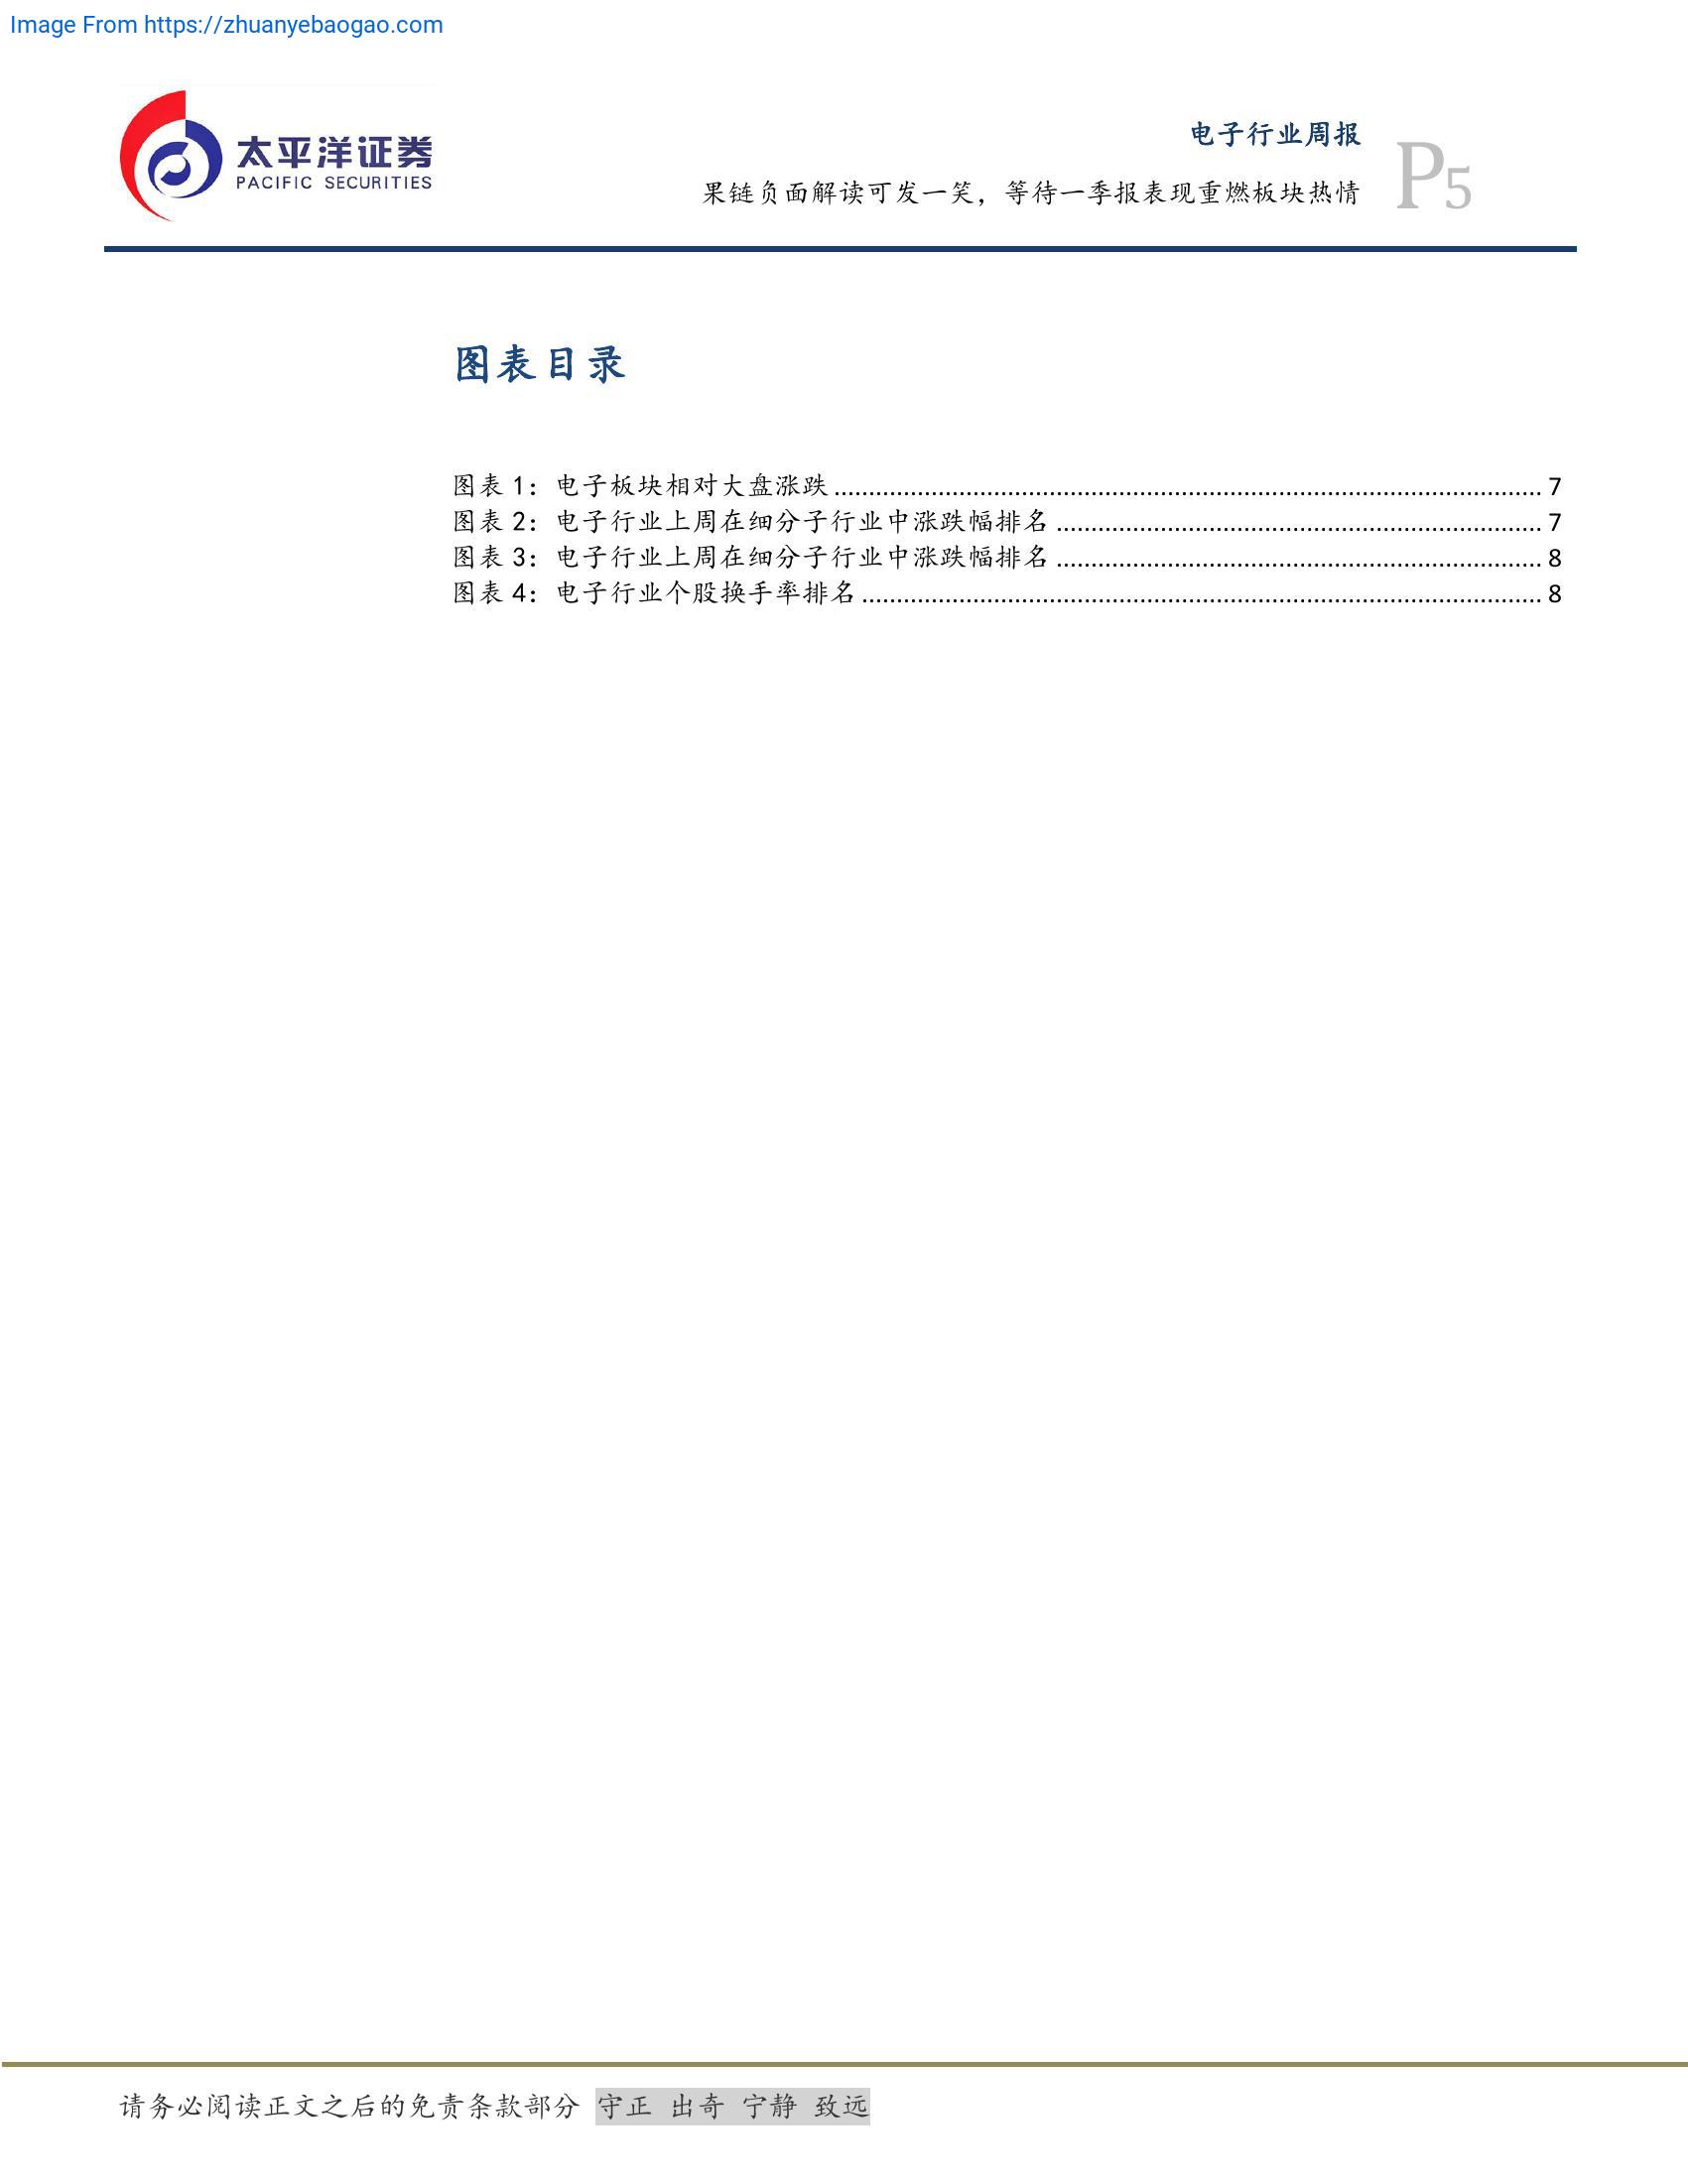 Image From https://zhuanyebaogao.com
太平洋证券
PACIFIC SECURITIES
电子行业周报
果链负面解读可发一笑，等待一季报表现重燃板块热情
P5
图表目录
图表 1：电子板块相对大盘涨跌 7
图表 2：电子行业上周在细分子行业中涨跌幅排名 7
图表 3：电子行业上周在细分子行业中涨跌幅排名 8
图表 4：电子行业个股换手率排名 8
请务必阅读正文之后的免责条款部分 守正 出奇 宁静 致远